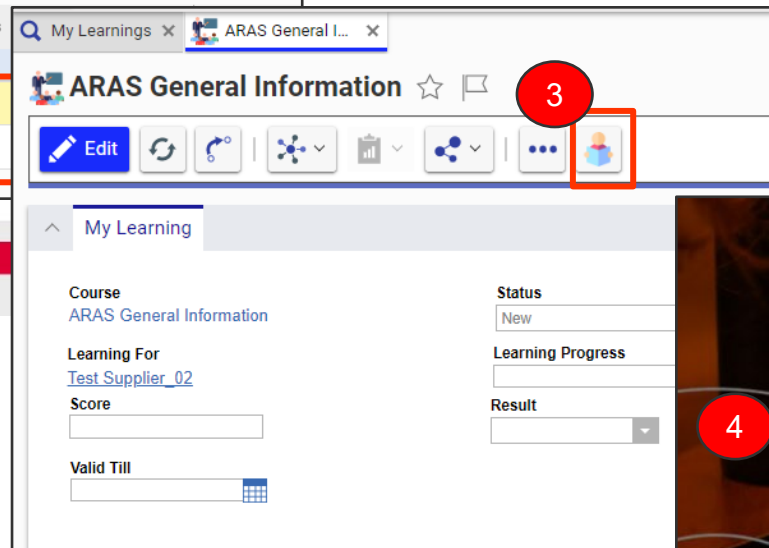 s
My Learnings
ARAS General I...
ARAS General Information
3
Edit
My Learning
Course
ARAS General Information
Status
New
Learning For
Test Supplier_02
Learning Progress
Score
Result
4
Valid Till